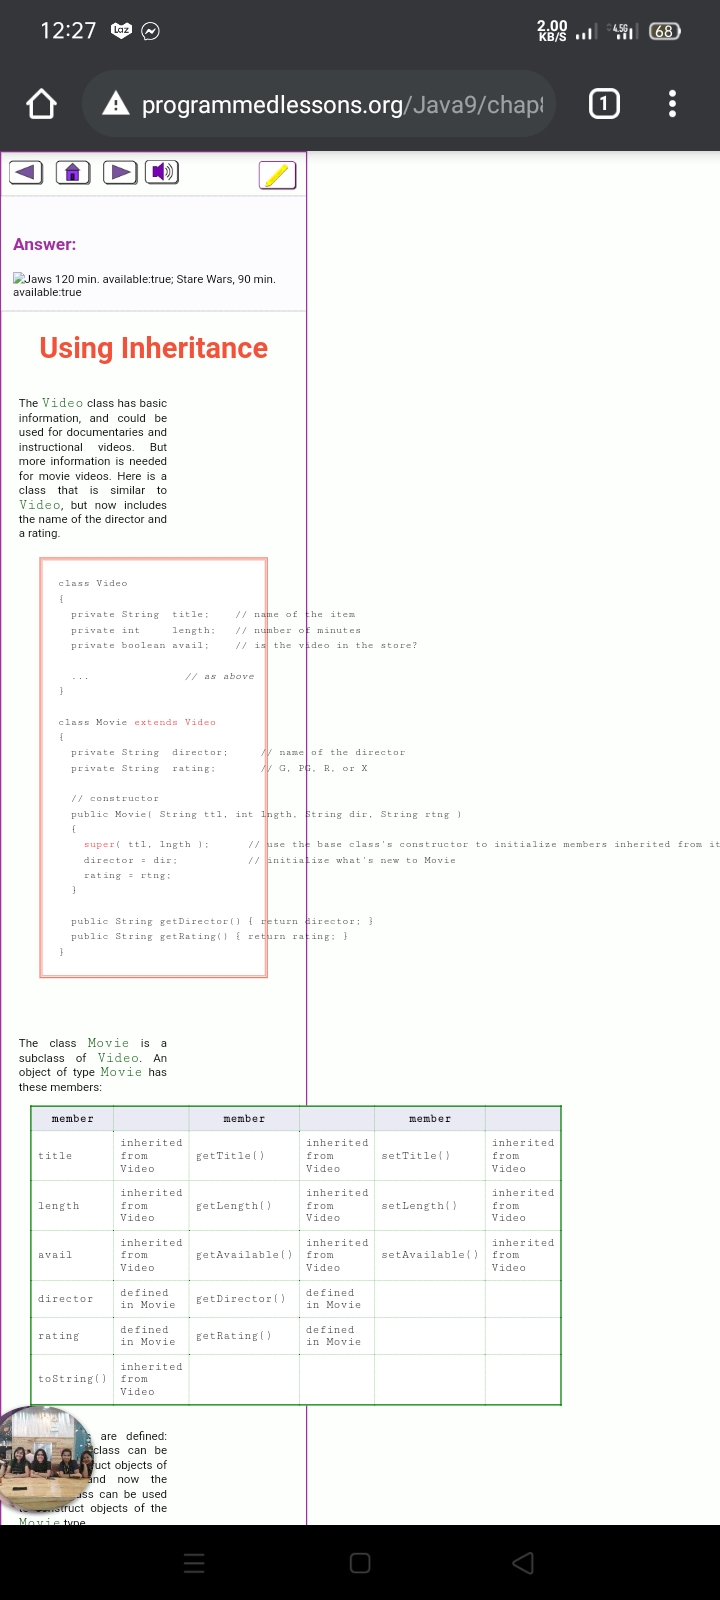 12:27
Laz
2.00
KB/S
4.5G
68
programmedlessons.org/Java9/chap
1
Answer:
Jaws 120 min. available:true; Stare Wars, 90 min.
available:true
Using Inheritance
The Video class has basic
information, and could be
used for documentaries and
instructional videos. But
more information is needed
for movie videos. Here is a
class that is similar to
Video, but now includes
the name of the director and
a rating.
class Video
{
private String title; // name of the item
private int length; // number of minutes
private boolean avail; // is the video in the store?
... // as above
}
class Movie extends Video
{
private String director; // name of the director
private String rating; // G, PG, R, or X
// constructor
public Movie( String ttl, int lngth, String dir, String rtng )
{
super( ttl, lngth ); // use the base class's constructor to initialize members inherited from it
director = dir; // initialize what's new to Movie
rating = rtng;
}
public String getDirector() { return director; }
public String getRating() { return rating; }
}
The class Movie is a
subclass of Video. An
object of type Movie has
these members:
member member member
title inherited from Video getTitle() inherited from Video setTitle() inherited from Video
length inherited from Video getLength() inherited from Video setLength() inherited from Video
avail inherited from Video getAvailable() inherited from Video setAvailable() inherited from Video
director defined in Movie getDirector() defined in Movie
rating defined in Movie getRating() defined in Movie
toString() inherited from Video
are defined:
class can be
objects of
and now the
can be used
construct objects of the
Movie type